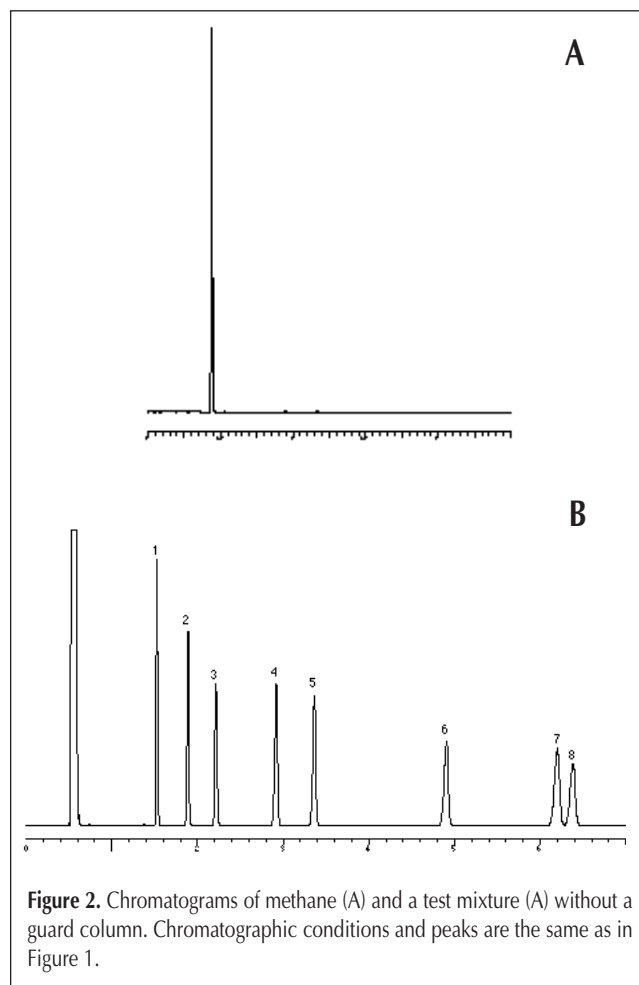 A
B
1
2
3
4
5
6
7
8
0
2
3
4
5
6
Figure 2. Chromatograms of methane (A) and a test mixture (A) without a
guard column. Chromatographic conditions and peaks are the same as in
Figure 1.